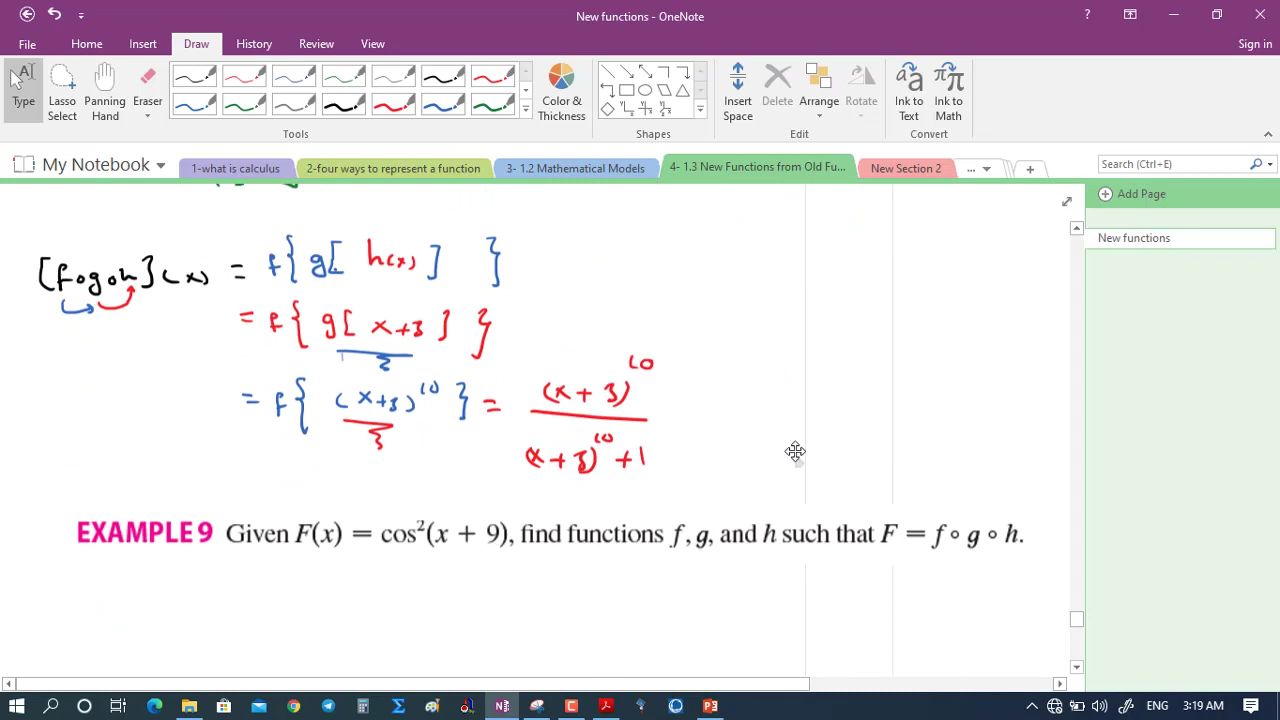 New functions - OneNote
?
File Home Insert Draw History Review View Sign in
Type Lasso Select Panning Hand Eraser Color & Thickness Insert Space Delete Arrange Rotate Ink to Text Ink to Math
Tools Shapes Edit Convert
My Notebook 1-what is calculus 2-four ways to represent a function 3- 1.2 Mathematical Models 4- 1.3 New Functions from Old Fu... New Section 2 ... + Search (Ctrl+E)
Add Page
New functions
[fogoh](x) = f{ g[ h(x) ] }
= f{ g[ x+3 ] }
= f{ (x+3)^10 } = (x+3)^10 / (x+3)^10 +1
EXAMPLE 9 Given F(x) = cos²(x + 9), find functions f, g, and h such that F = f ∘ g ∘ h.
ENG 3:19 AM